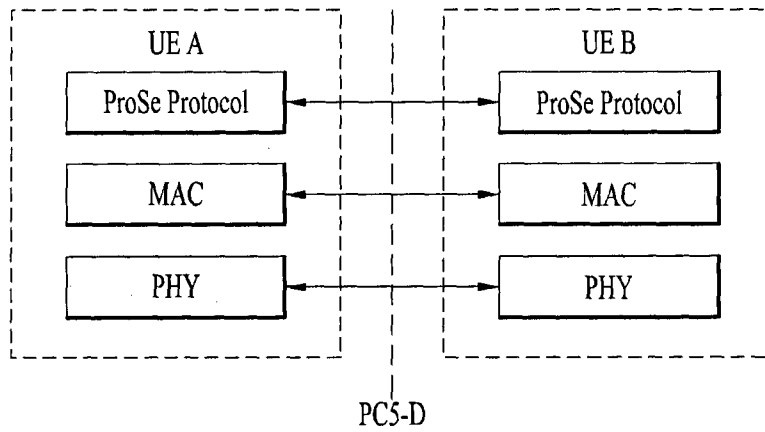 UE A
UE B
ProSe Protocol
ProSe Protocol
MAC
MAC
PHY
PHY
PC5-D